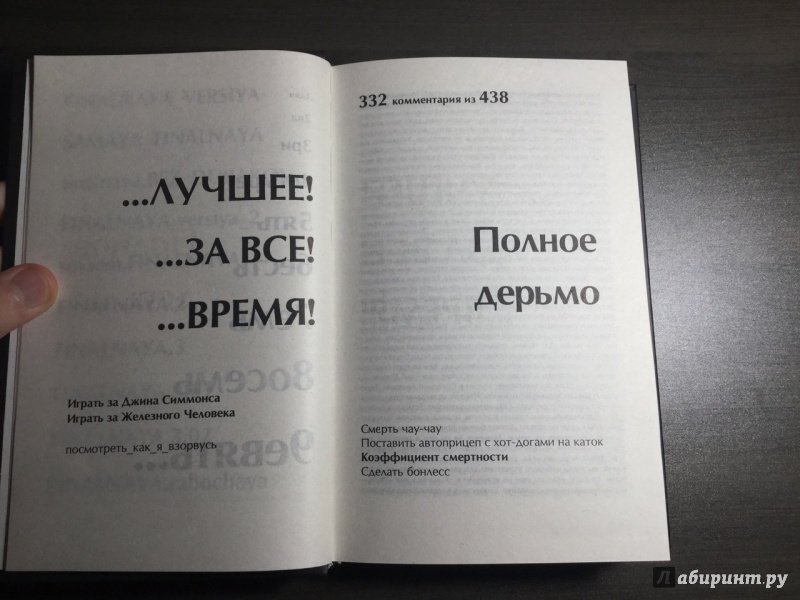 ...ЛУЧШЕЕ!
...ЗА ВСЕ!
...ВРЕМЯ!
Играть за Джина Симмонса
Играть за Железного Человека
посмотреть_как_я_взорвусь
332 комментария из 438
Полное
дерьмо
Смерть чау-чау
Поставить автоприцеп с хот-догами на каток
Коэффициент смертности
Сделать бонлесс
Лабиринт.ру